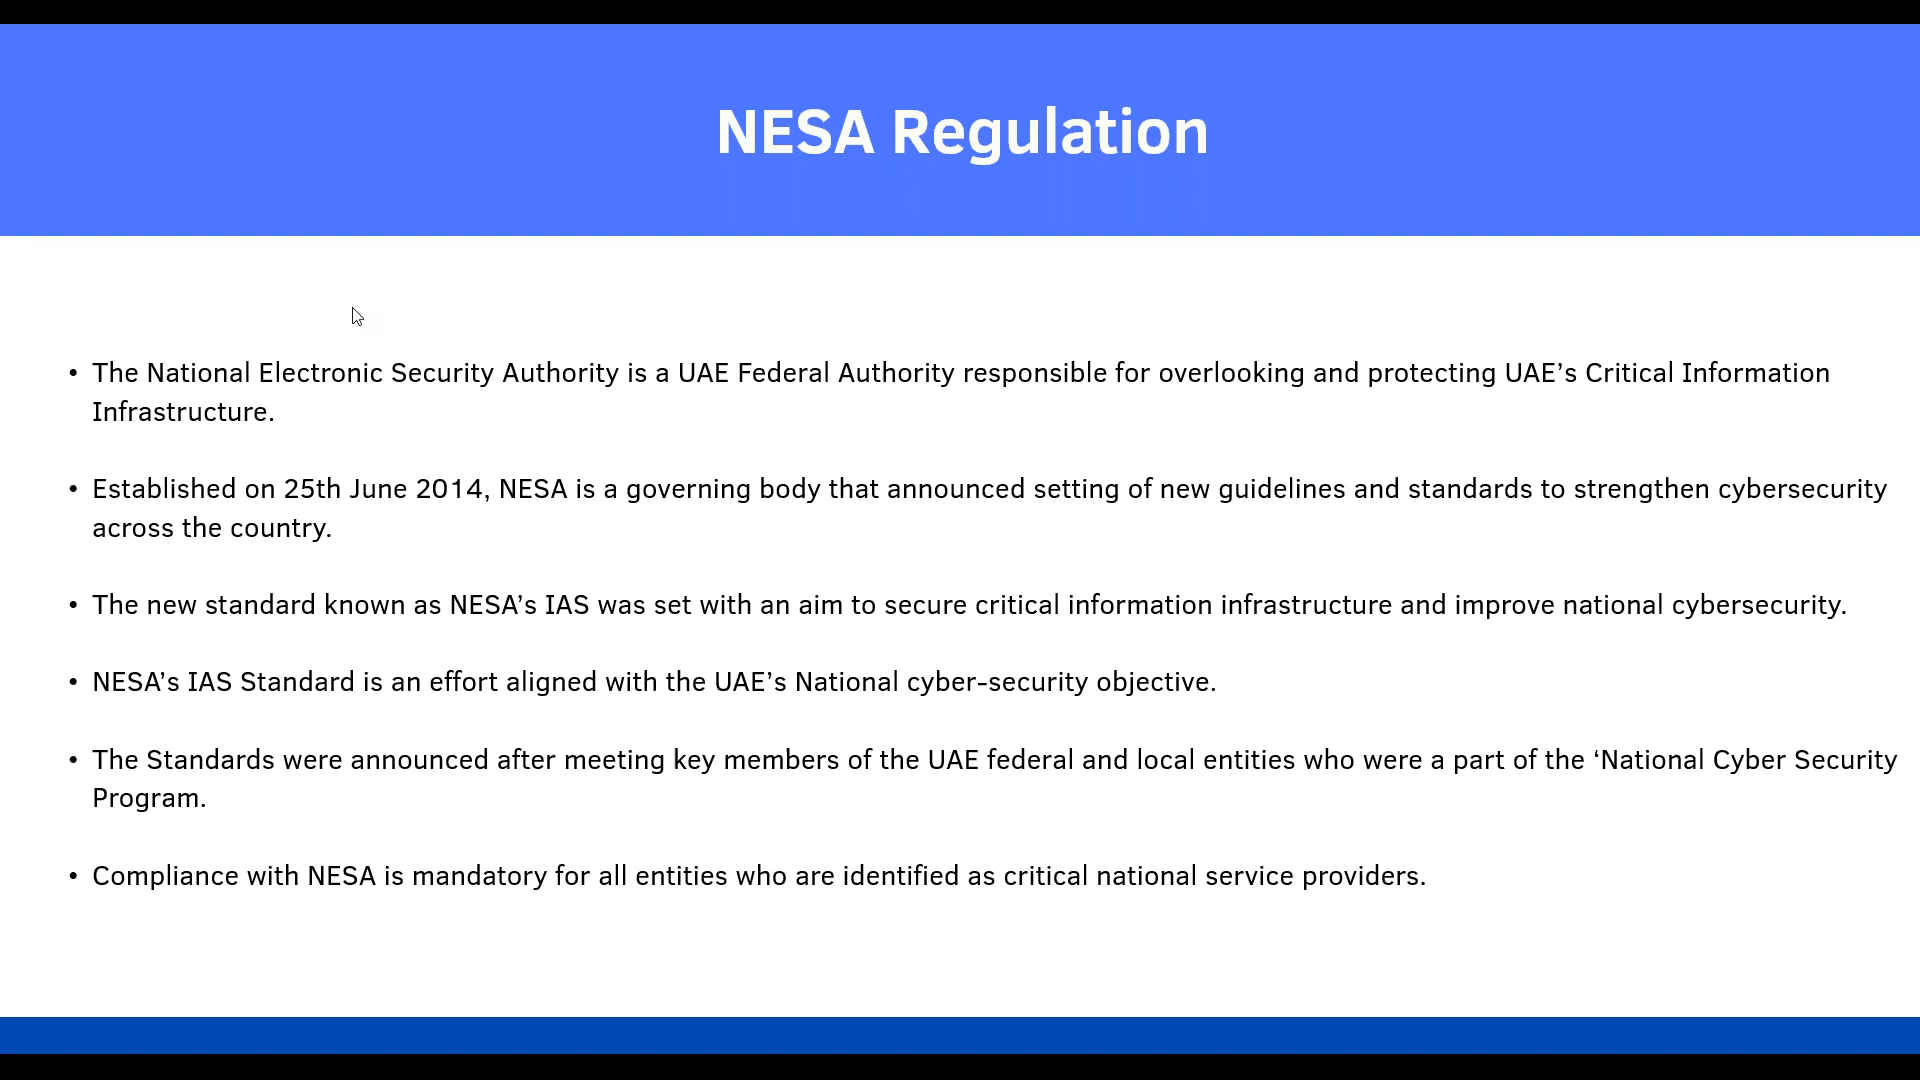 NESA Regulation
• The National Electronic Security Authority is a UAE Federal Authority responsible for overlooking and protecting UAE’s Critical Information
Infrastructure.
• Established on 25th June 2014, NESA is a governing body that announced setting of new guidelines and standards to strengthen cybersecurity
across the country.
• The new standard known as NESA’s IAS was set with an aim to secure critical information infrastructure and improve national cybersecurity.
• NESA’s IAS Standard is an effort aligned with the UAE’s National cyber-security objective.
• The Standards were announced after meeting key members of the UAE federal and local entities who were a part of the ‘National Cyber Security
Program.
• Compliance with NESA is mandatory for all entities who are identified as critical national service providers.